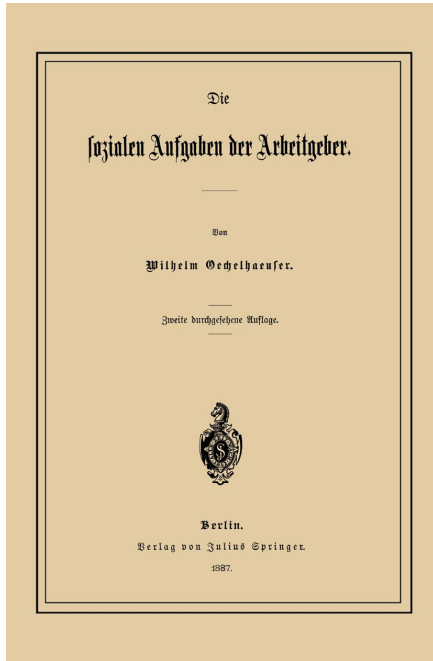 Die
sozialen Aufgaben der Arbeitgeber.
Von
Wilhelm Oechelhaeuser.
Zweite durchgesehene Auflage.
Berlin.
Verlag von Julius Springer.
1887.